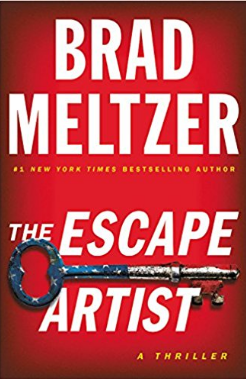 BRAD
MELTZER
#1 NEW YORK TIMES BESTSELLING AUTHOR
THE ESCAPE
ARTIST
A THRILLER